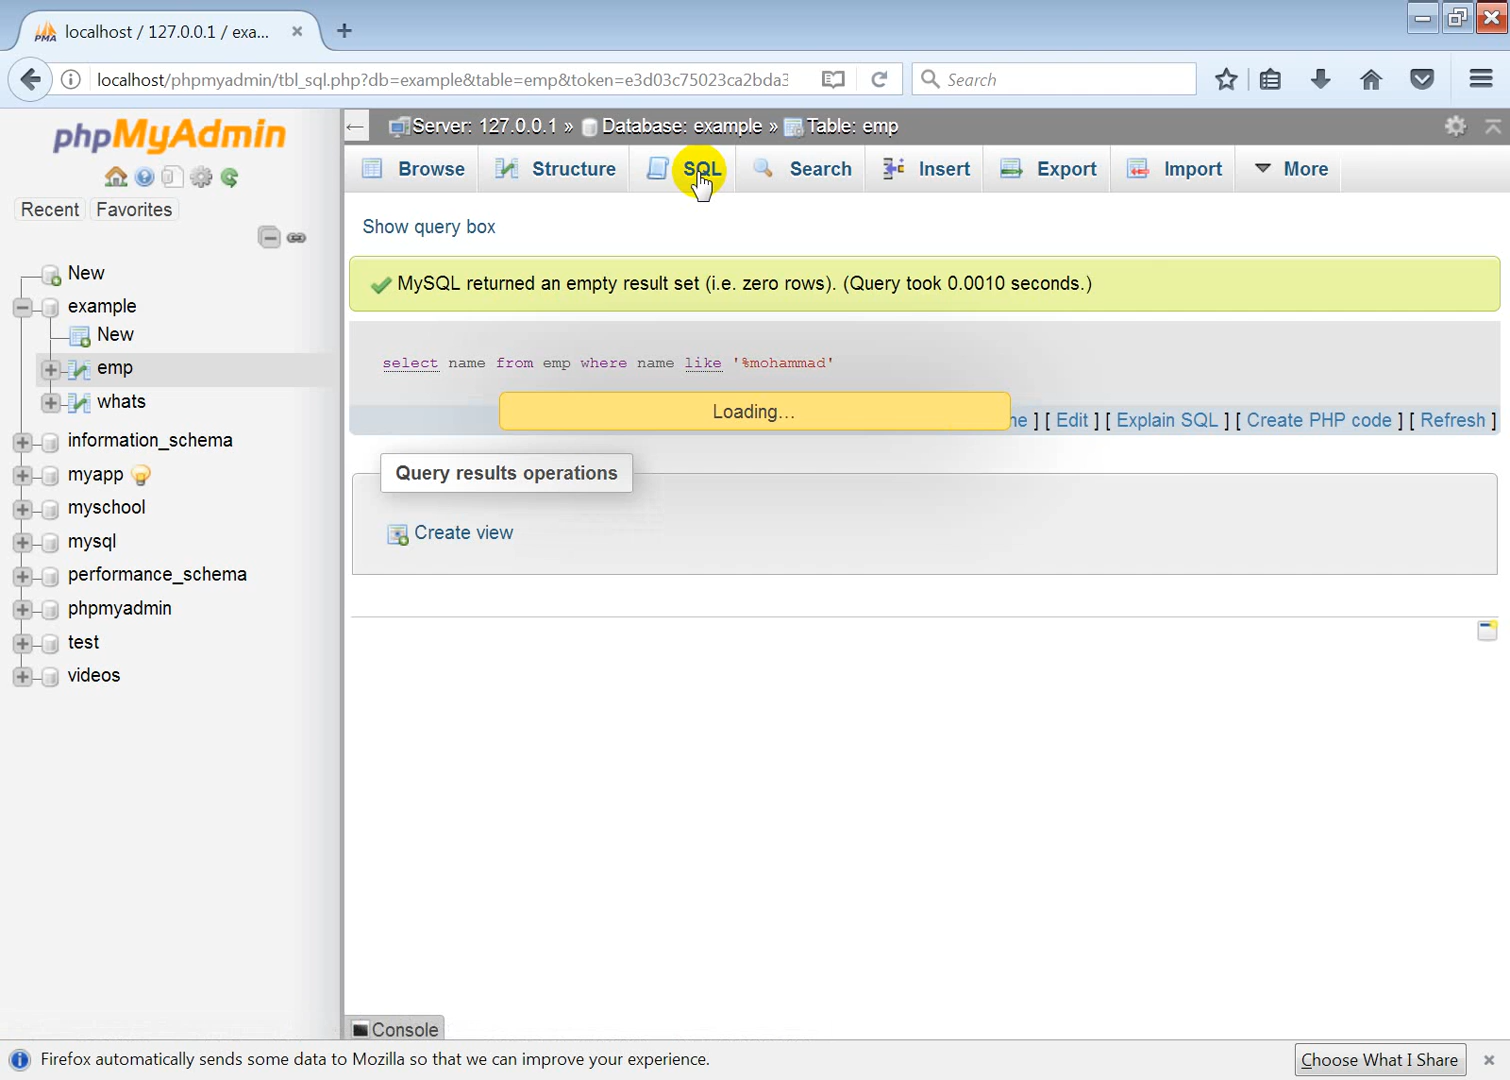 localhost / 127.0.0.1 / exa...
localhost/phpmyadmin/tbl_sql.php?db=example&table=emp&token=e3d03c75023ca2bda3
Search
phpMyAdmin
Recent Favorites
New
example
New
emp
whats
information_schema
myapp
myschool
mysql
performance_schema
phpmyadmin
test
videos
Server: 127.0.0.1 » Database: example » Table: emp
Browse Structure SQL Search Insert Export Import More
Show query box
MySQL returned an empty result set (i.e. zero rows). (Query took 0.0010 seconds.)
select name from emp where name like '%mohammad'
Loading...
] [ Edit ] [ Explain SQL ] [ Create PHP code ] [ Refresh ]
Query results operations
Create view
Console
Firefox automatically sends some data to Mozilla so that we can improve your experience.
Choose What I Share